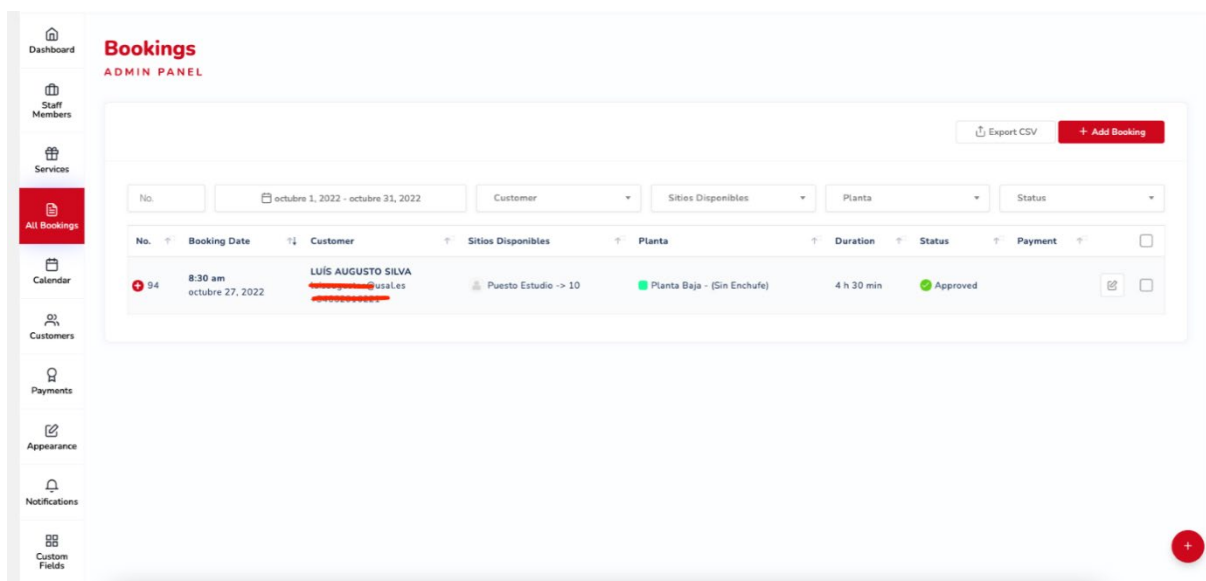 Dashboard
Staff
Members
Services
All Bookings
Calendar
Customers
Payments
Appearance
Notifications
Custom
Fields
Bookings
ADMIN PANEL
Export CSV
+ Add Booking
No.
octubre 1, 2022 - octubre 31, 2022
Customer
Sitios Disponibles
Planta
Status
No. Booking Date Customer Sitios Disponibles Planta Duration Status Payment
94
8:30 am
octubre 27, 2022
LUÍS AUGUSTO SILVA
@usal.es
Puesto Estudio -> 10
Planta Baja - (Sin Enchufe)
4 h 30 min
Approved
+